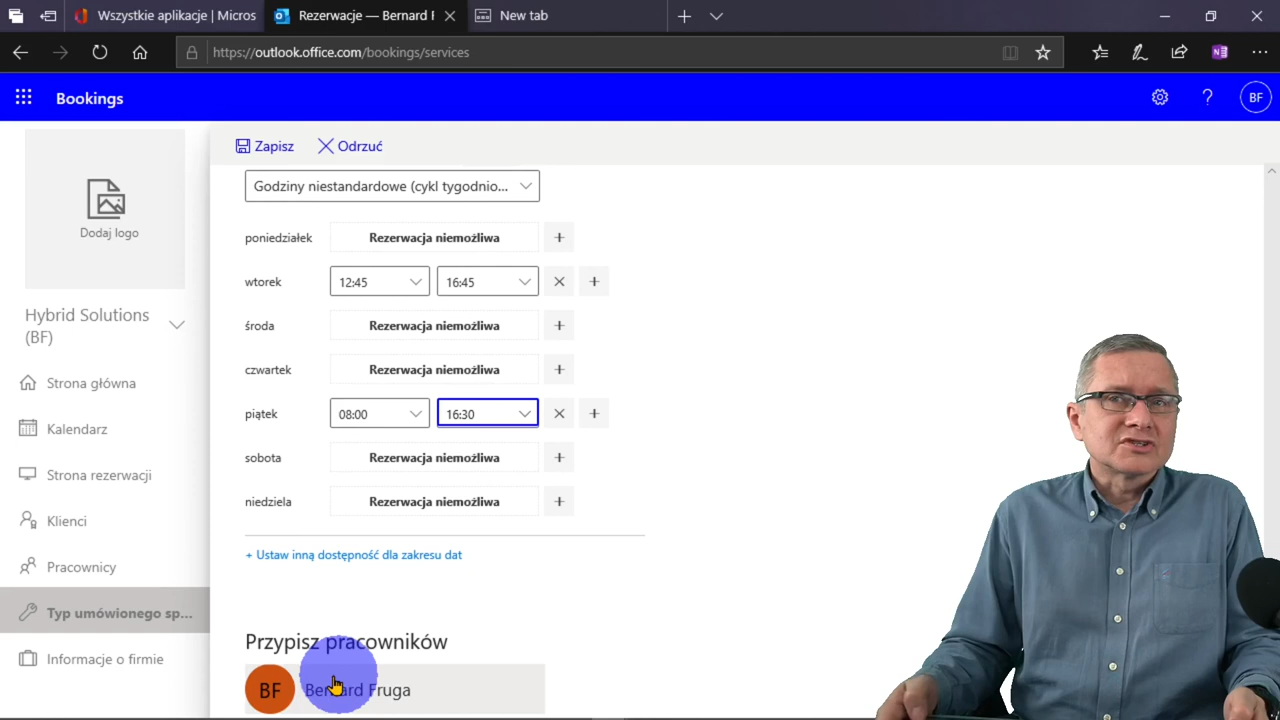 Wszystkie aplikacje | Micros
Rezerwacje — Bernard F
New tab
https://outlook.office.com/bookings/services
Bookings
BF
Zapisz
Odrzuć
Dodaj logo
Hybrid Solutions
(BF)
Strona główna
Kalendarz
Strona rezerwacji
Klienci
Pracownicy
Typ umówionego sp...
Informacje o firmie
Godziny niestandardowe (cykl tygodnio...
poniedziałek Rezerwacja niemożliwa +
wtorek 12:45 16:45 +
środa Rezerwacja niemożliwa +
czwartek Rezerwacja niemożliwa +
piątek 08:00 16:30 +
sobota Rezerwacja niemożliwa +
niedziela Rezerwacja niemożliwa +
+ Ustaw inną dostępność dla zakresu dat
Przypisz pracowników
BF Bernard Fruga